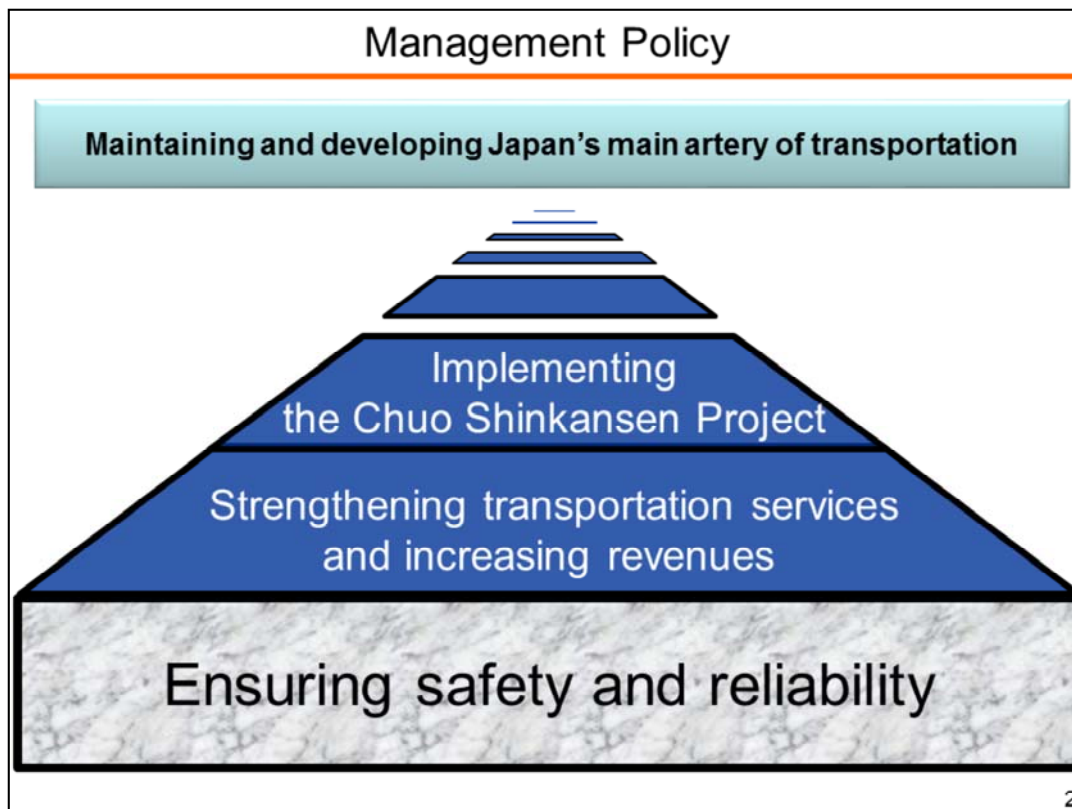 Management Policy
Maintaining and developing Japan’s main artery of transportation
Implementing
the Chuo Shinkansen Project
Strengthening transportation services
and increasing revenues
Ensuring safety and reliability
2